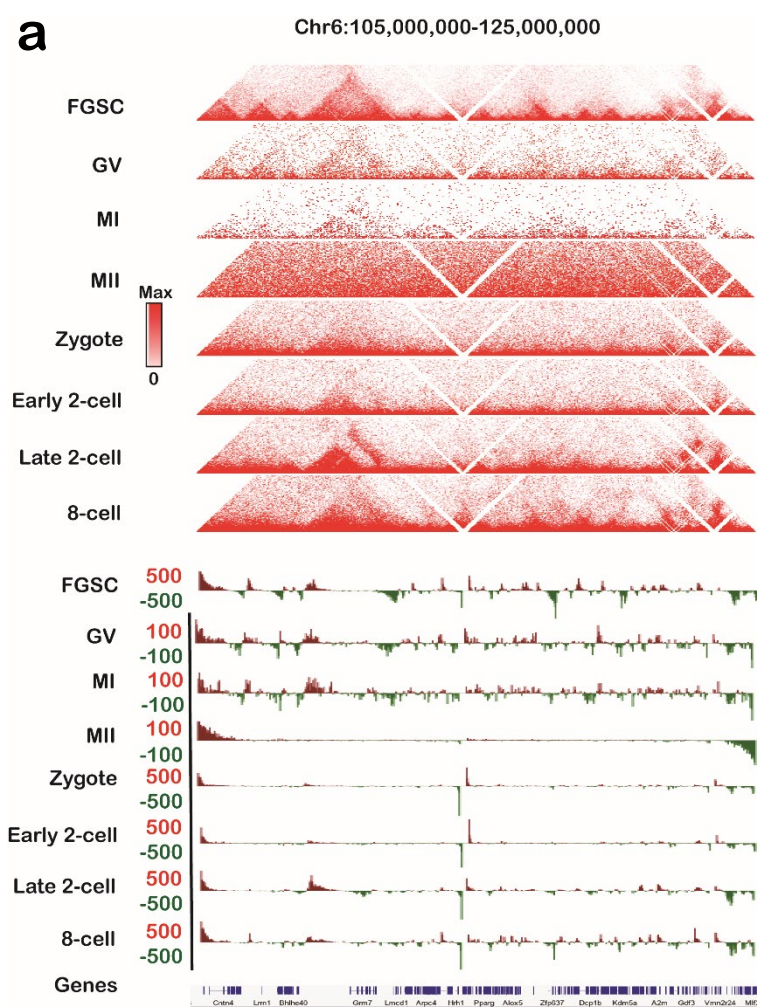 a
Chr6:105,000,000-125,000,000
FGSC
GV
MI
MII
Max
0
Zygote
Early 2-cell
Late 2-cell
8-cell
FGSC 500
-500
GV 100
-100
MI 100
-100
MII 100
-100
Zygote 500
-500
Early 2-cell 500
-500
Late 2-cell 500
-500
8-cell 500
-500
Genes
Cntn4 Lrrn1 Bhlhe40 Grm7 Lmcd1 Arpc4 Hrh1 Pparg Alox5 Zfp637 Dcp1b Kdm5a A2m Gdf3 Vmn2r24